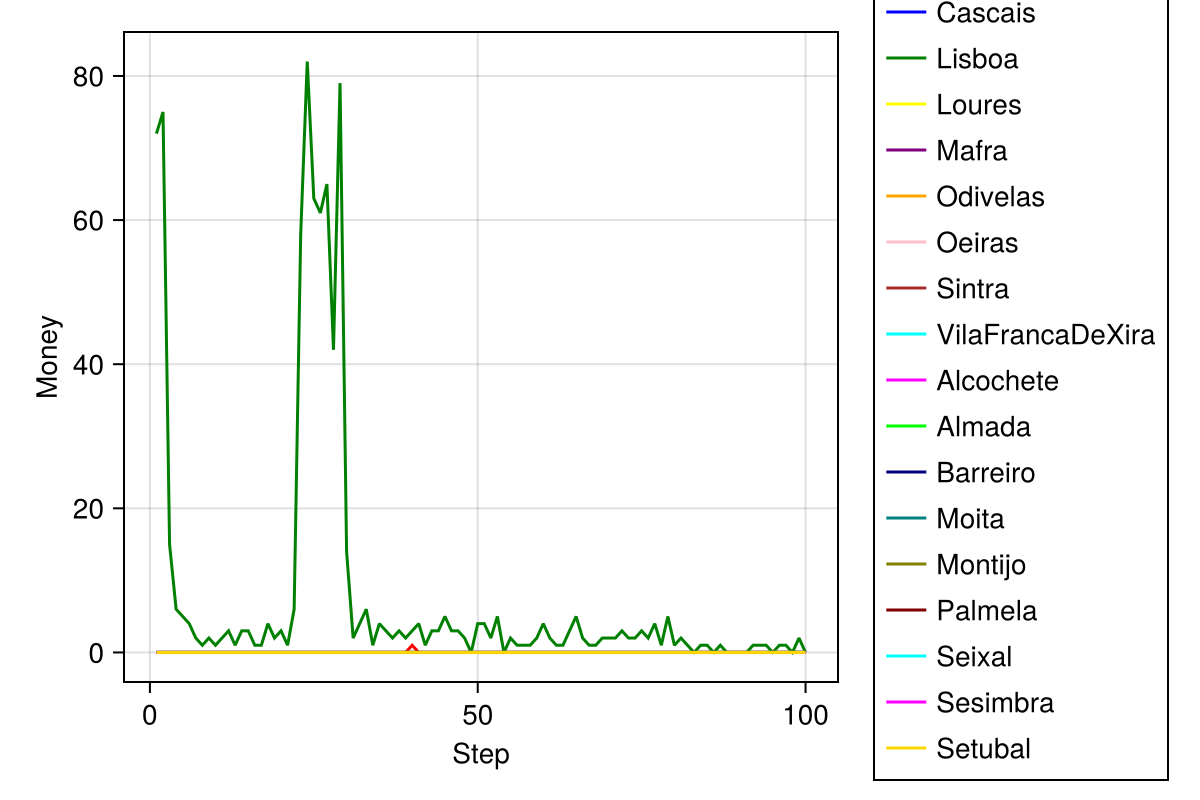 80
60
40
20
0
Money
0
50
100
Step
Cascais
Lisboa
Loures
Mafra
Odivelas
Oeiras
Sintra
VilaFrancaDeXira
Alcochete
Almada
Barreiro
Moita
Montijo
Palmela
Seixal
Sesimbra
Setubal